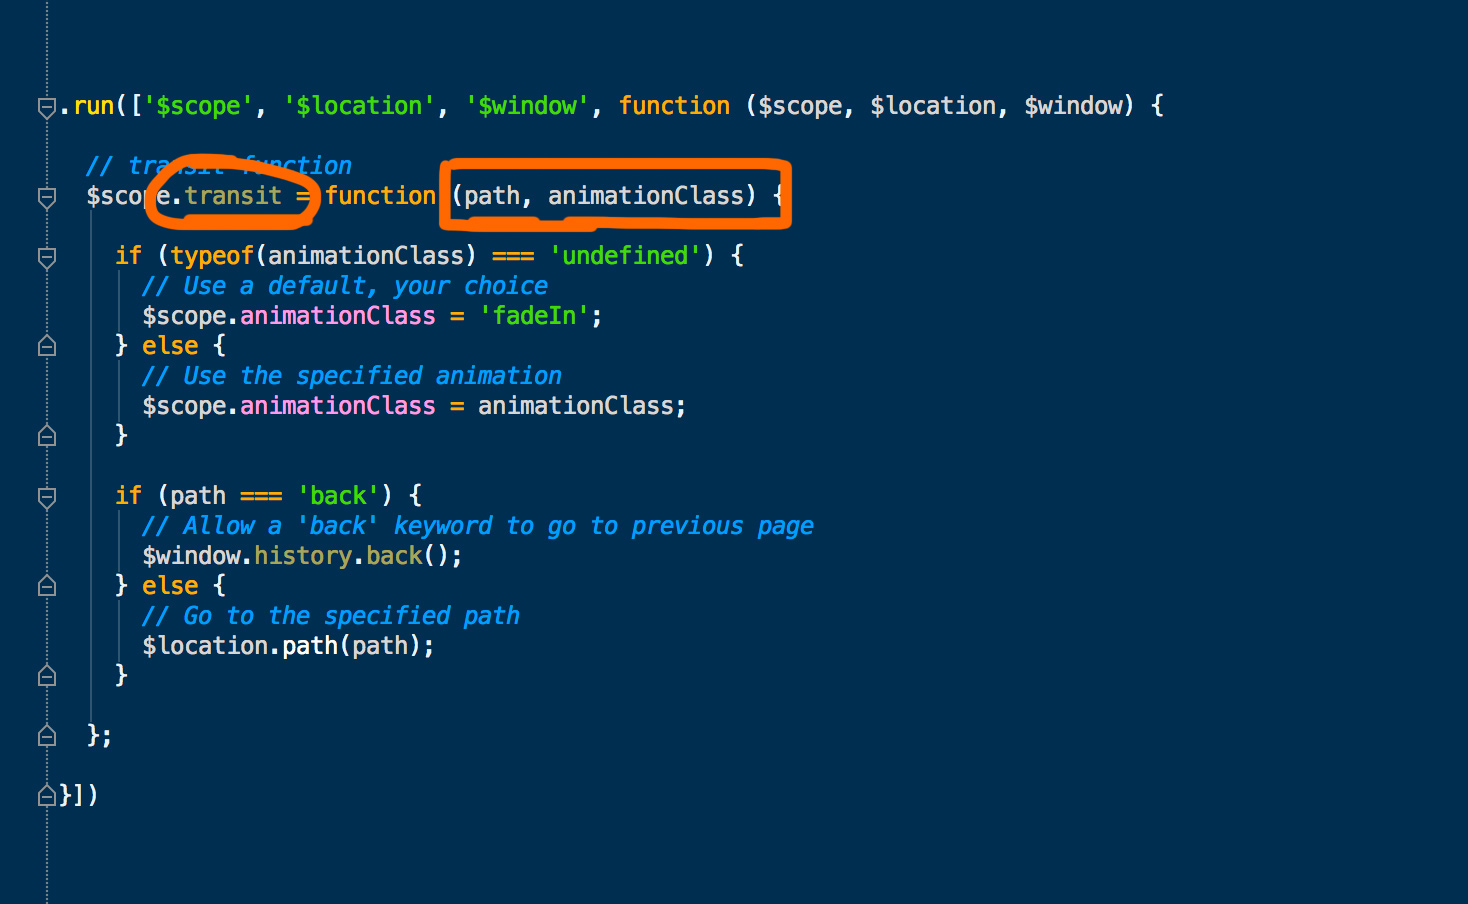 .run(['$scope', '$location', '$window', function ($scope, $location, $window) {
// transit function
$scope.transit = function (path, animationClass) {
if (typeof(animationClass) === 'undefined') {
// Use a default, your choice
$scope.animationClass = 'fadeIn';
} else {
// Use the specified animation
$scope.animationClass = animationClass;
}
if (path === 'back') {
// Allow a 'back' keyword to go to previous page
$window.history.back();
} else {
// Go to the specified path
$location.path(path);
}
};
}])